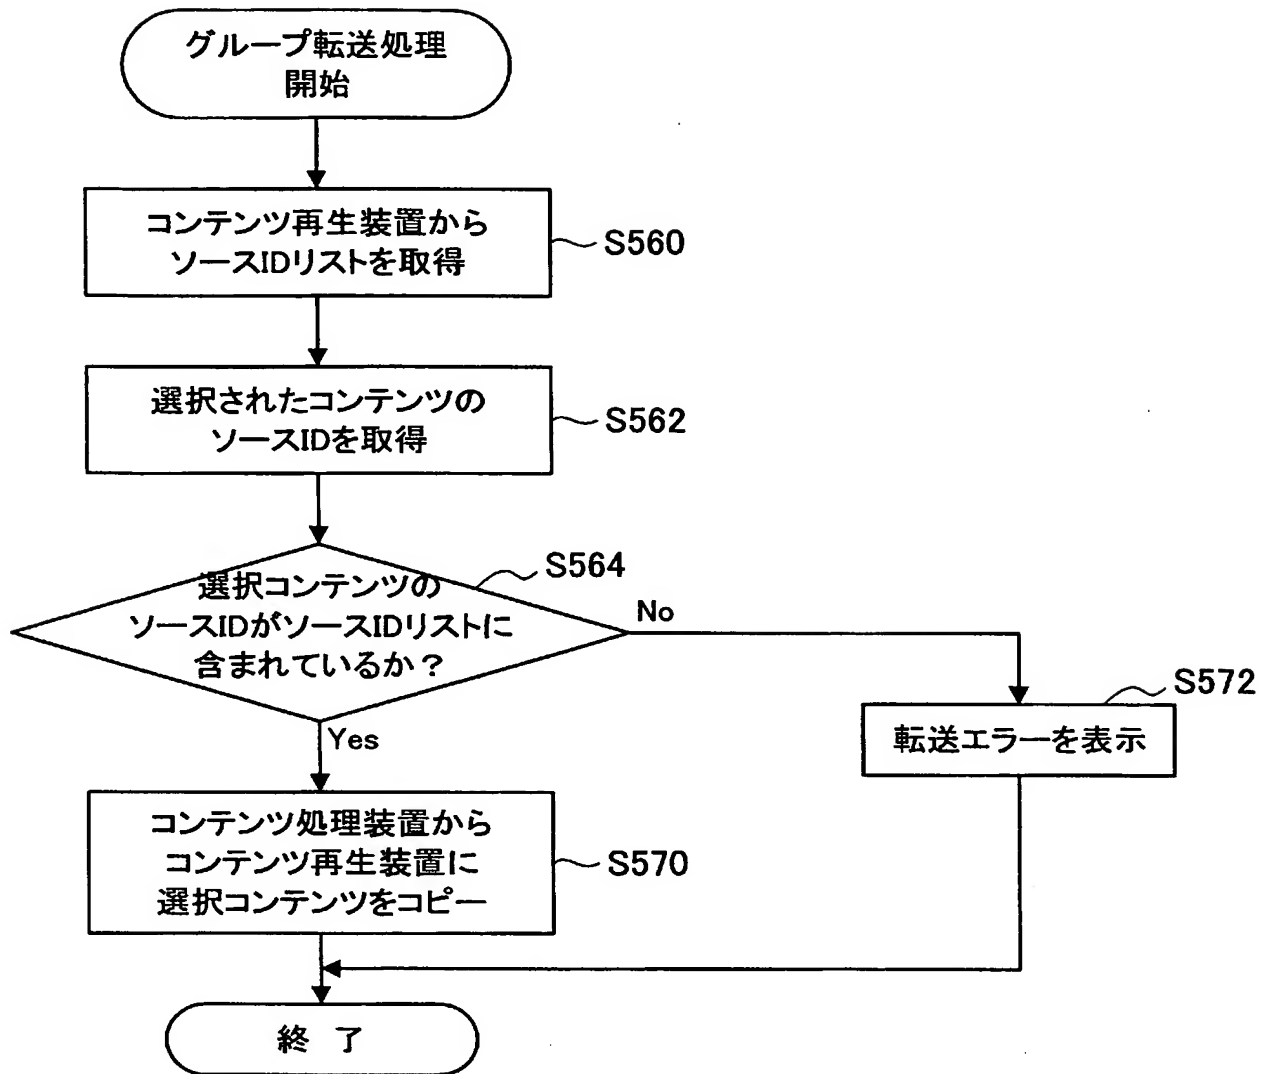 グループ転送処理
開始
コンテンツ再生装置から
ソースIDリストを取得
S560
選択されたコンテンツの
ソースIDを取得
S562
S564
選択コンテンツの
ソースIDがソースIDリストに
含まれているか？
No
Yes
S572
転送エラーを表示
コンテンツ処理装置から
コンテンツ再生装置に
選択コンテンツをコピー
S570
終 了